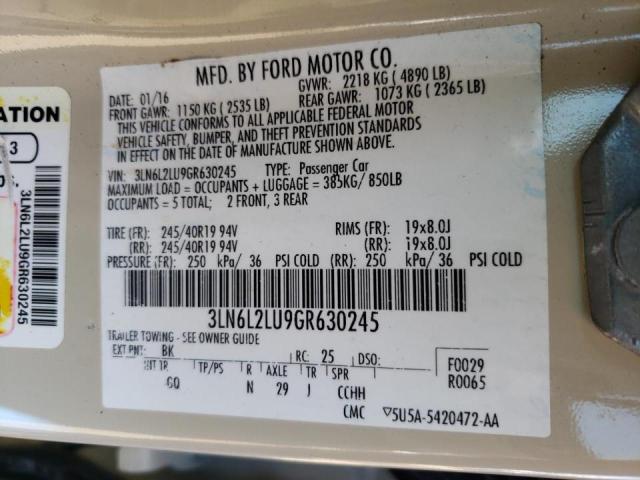 MFD. BY FORD MOTOR CO.
DATE: 01/16 GVWR: 2218 KG ( 4890 LB)
FRONT GAWR: 1150 KG ( 2535 LB) REAR GAWR: 1073 KG ( 2365 LB)
THIS VEHICLE CONFORMS TO ALL APPLICABLE FEDERAL MOTOR
VEHICLE SAFETY, BUMPER, AND THEFT PREVENTION STANDARDS
IN EFFECT ON THE DATE OF MANUFACTURE SHOWN ABOVE.
VIN: 3LN6L2LU9GR630245 TYPE: Passenger Car
MAXIMUM LOAD = OCCUPANTS + LUGGAGE = 385KG/ 850LB
OCCUPANTS = 5 TOTAL; 2 FRONT, 3 REAR
TIRE (FR): 245/40R19 94V RIMS (FR): 19x8.0J
(RR): 245/40R19 94V (RR): 19x8.0J
PRESSURE (FR): 250 kPa/ 36 PSI COLD (RR): 250 kPa/ 36 PSI COLD
3LN6L2LU9GR630245
TRAILER TOWING - SEE OWNER GUIDE
EXT PNT: BK RC: 25 DSO: F0029
R0065
INT TR TP/PS R AXLE TR SPR
GQ N 29 J CCHH
CMC ▽5U5A-5420472-AA
ATION
3
3LN6L2LU9GR630245